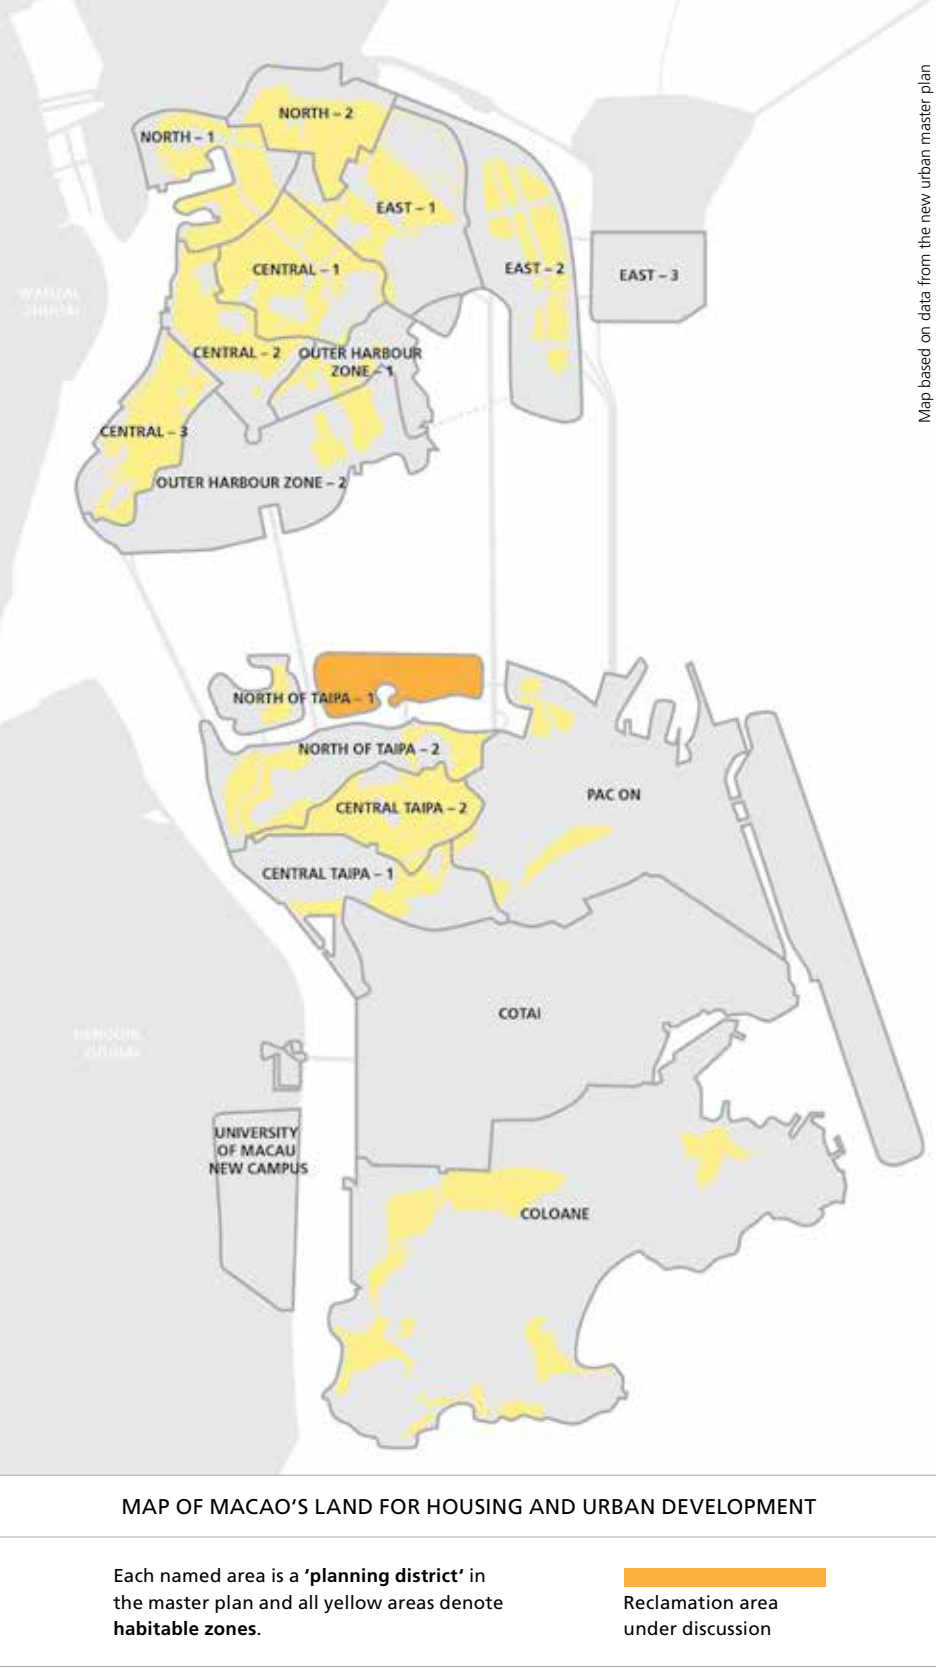 Map based on data from the new urban master plan
NORTH – 2
NORTH – 1
EAST – 1
CENTRAL – 1
EAST – 2
EAST – 3
CENTRAL – 2
OUTER HARBOUR
ZONE – 1
CENTRAL – 3
OUTER HARBOUR ZONE – 2
NORTH OF TAIPA – 1
NORTH OF TAIPA – 2
PAC ON
CENTRAL TAIPA – 2
CENTRAL TAIPA – 1
COTAI
UNIVERSITY
OF MACAU
NEW CAMPUS
COLOANE
MAP OF MACAO‘S LAND FOR HOUSING AND URBAN DEVELOPMENT
Each named area is a ‘planning district‘ in
the master plan and all yellow areas denote
habitable zones.
Reclamation area
under discussion